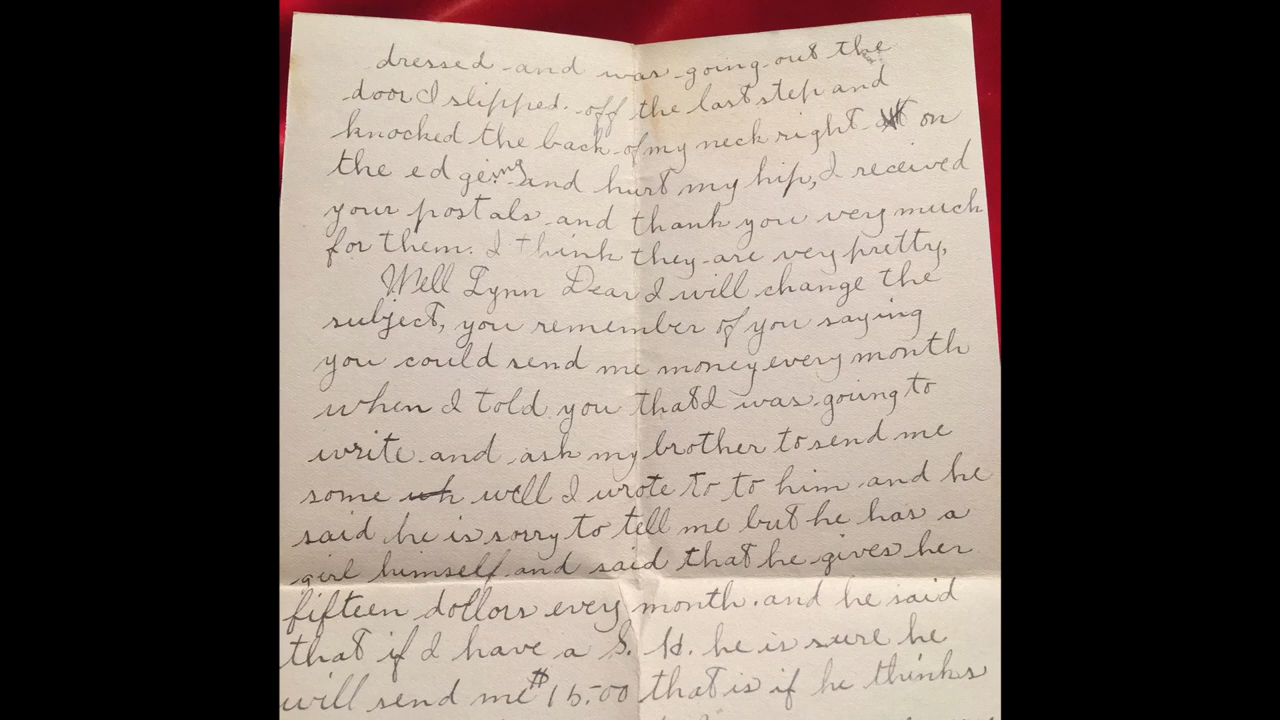 dressed and was going out the
door I slipped. off the last step and
knocked the back of my neck right on
the edgeing and hurt my hip, I received
your postals and thank you very much
for them. I think they are very pretty,
Well Lynn Dear I will change the
subject, you remember of you saying
you could send me money every month
when I told you that I was going to
write and ask my brother to send me
some wh well I wrote to to him and he
said he is sorry to tell me but he has a
girl himself and said that he gives her
fifteen dollors every month. and he said
that if I have a S. H. he is sure he
will send me $15.00 that is if he thinks